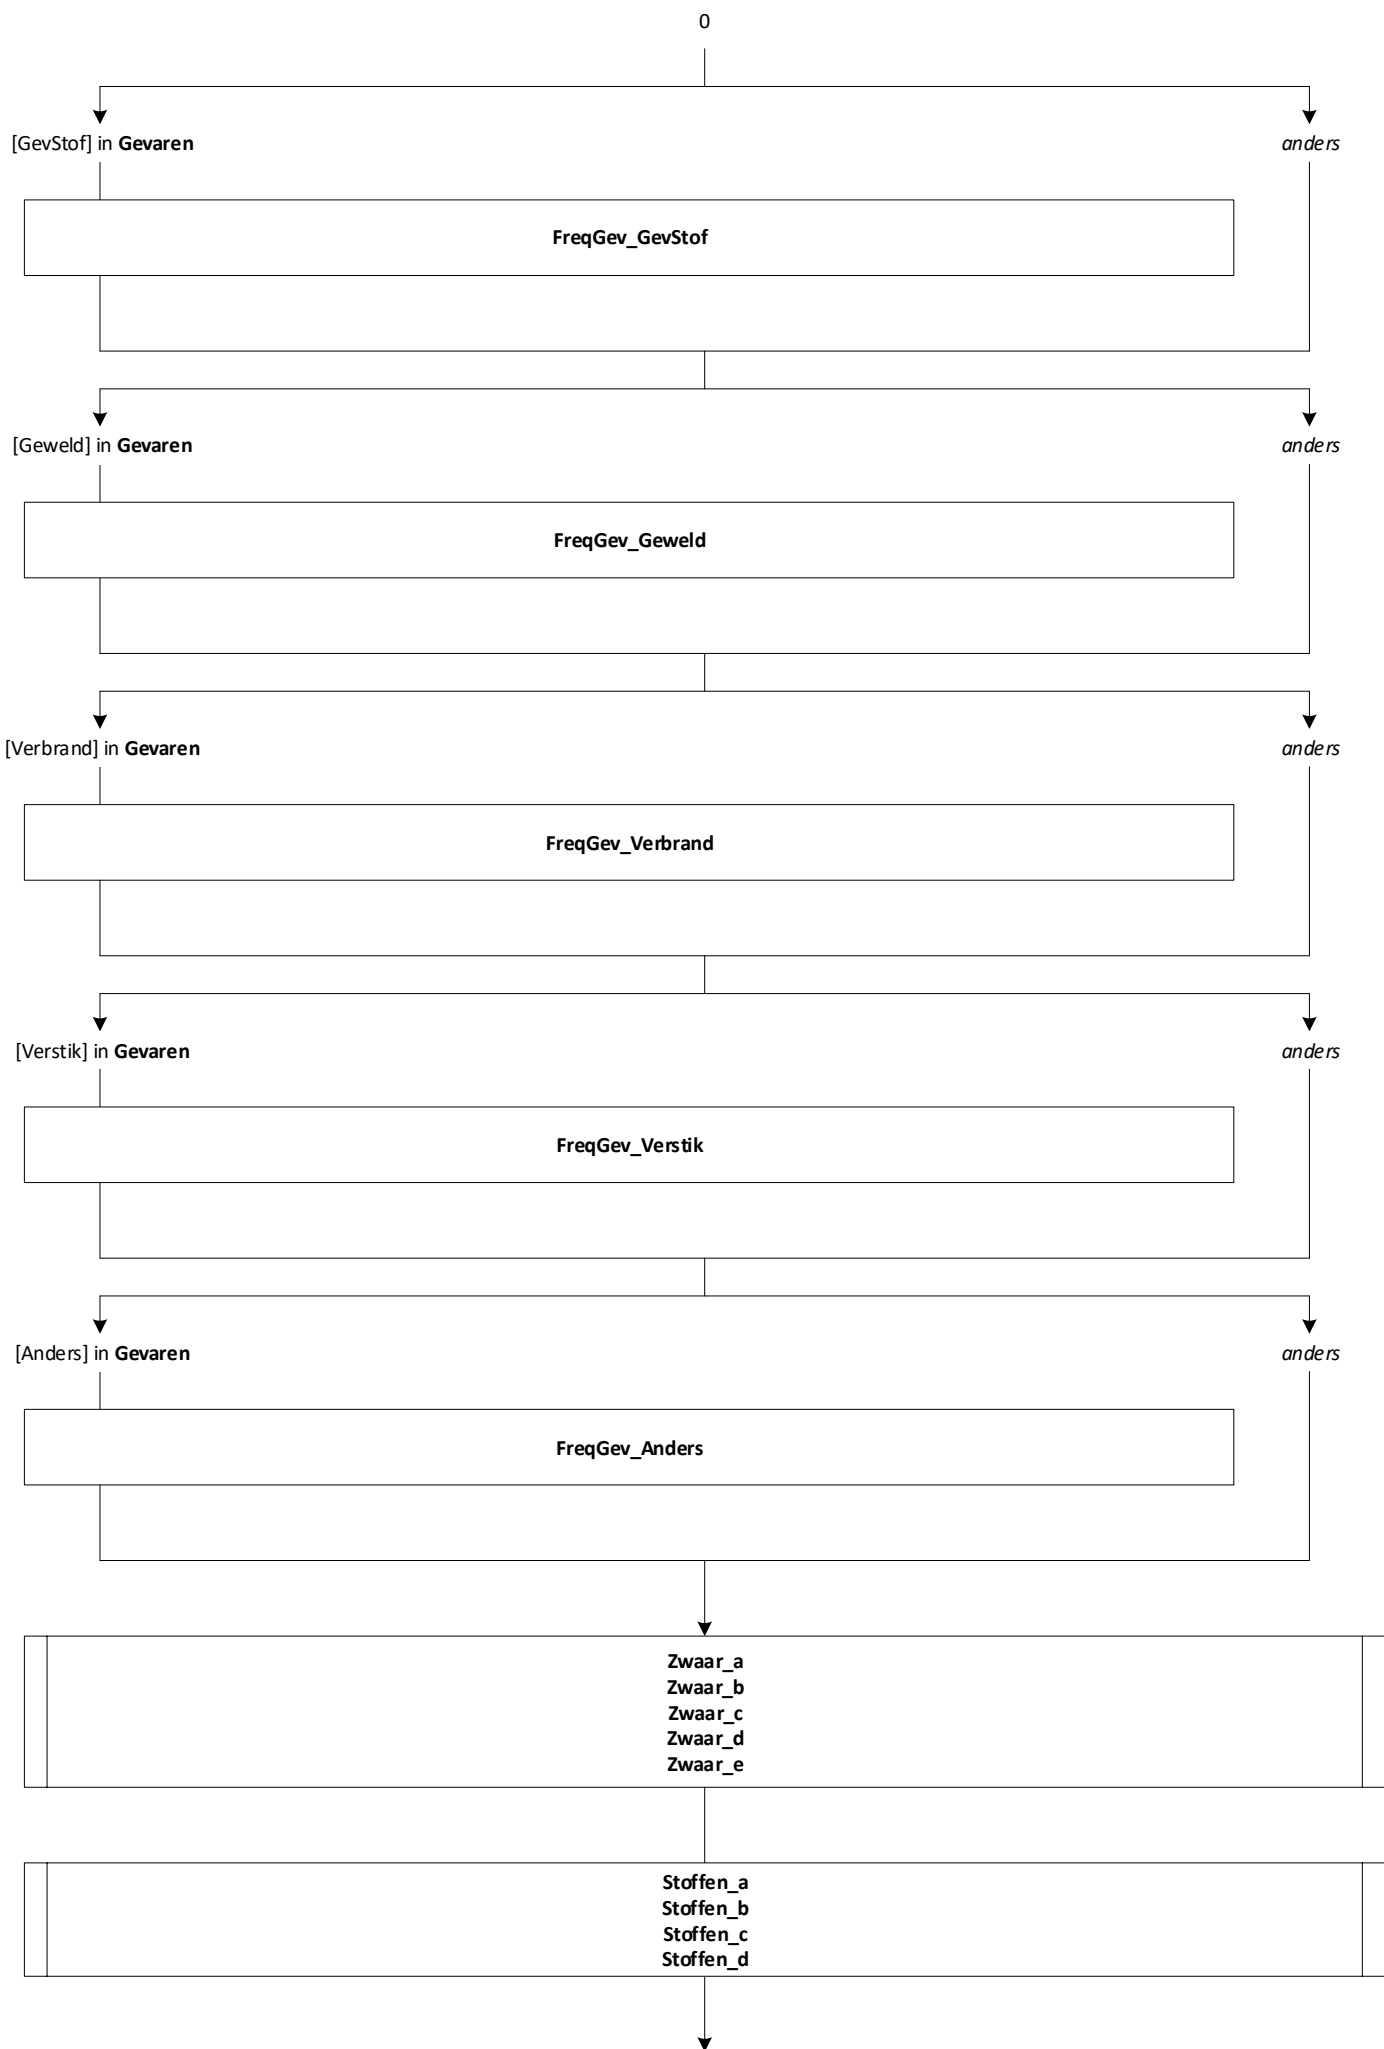 0
[GevStof] in Gevaren
anders
FreqGev_GevStof
[Geweld] in Gevaren
anders
FreqGev_Geweld
[Verbrand] in Gevaren
anders
FreqGev_Verbrand
[Verstik] in Gevaren
anders
FreqGev_Verstik
[Anders] in Gevaren
anders
FreqGev_Anders
Zwaar_a
Zwaar_b
Zwaar_c
Zwaar_d
Zwaar_e
Stoffen_a
Stoffen_b
Stoffen_c
Stoffen_d